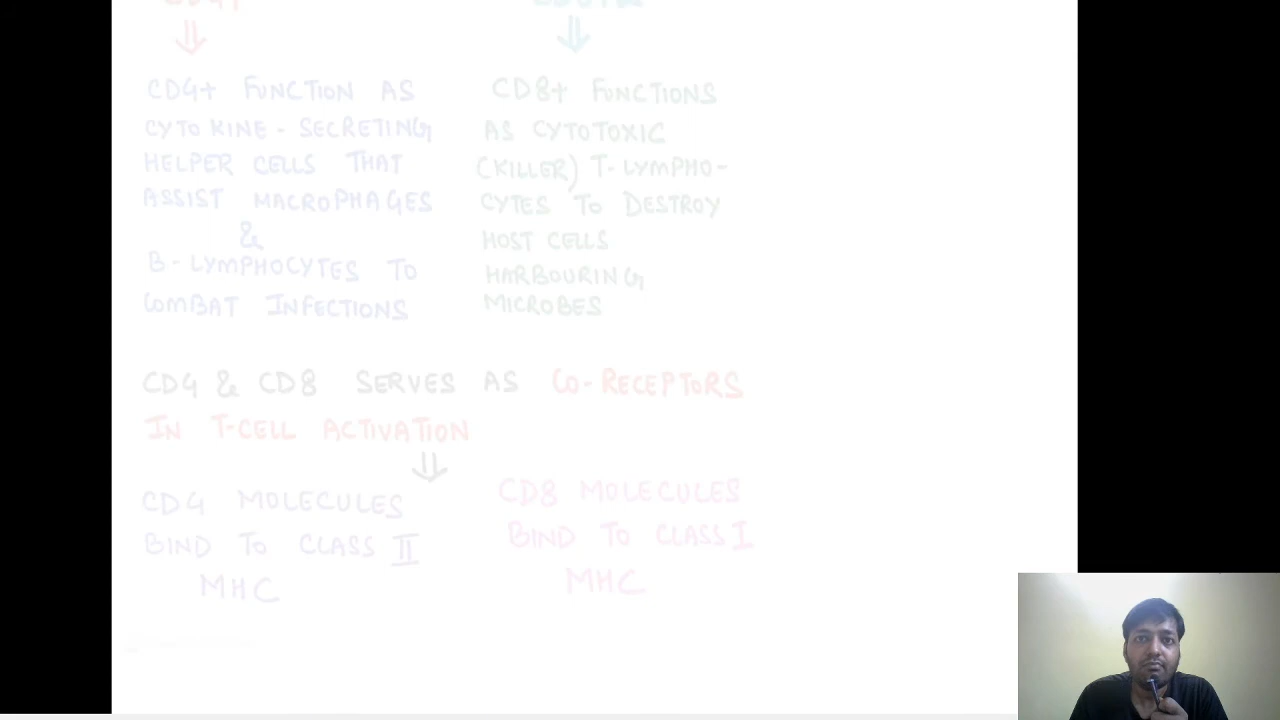 CD4+
CD4+ FUNCTION AS
CYTOKINE-SECRETING
HELPER CELLS THAT
ASSIST MACROPHAGES
&
B-LYMPHOCYTES TO
COMBAT INFECTIONS
CD8+ FUNCTIONS
AS CYTOTOXIC
(KILLER) T-LYMPHO-
CYTES TO DESTROY
HOST CELLS
HARBOURING
MICROBES
CD4 & CD8 SERVES AS CO-RECEPTORS
IN T-CELL ACTIVATION
CD4 MOLECULES
BIND TO CLASS II
MHC
CD8 MOLECULES
BIND TO CLASS I
MHC